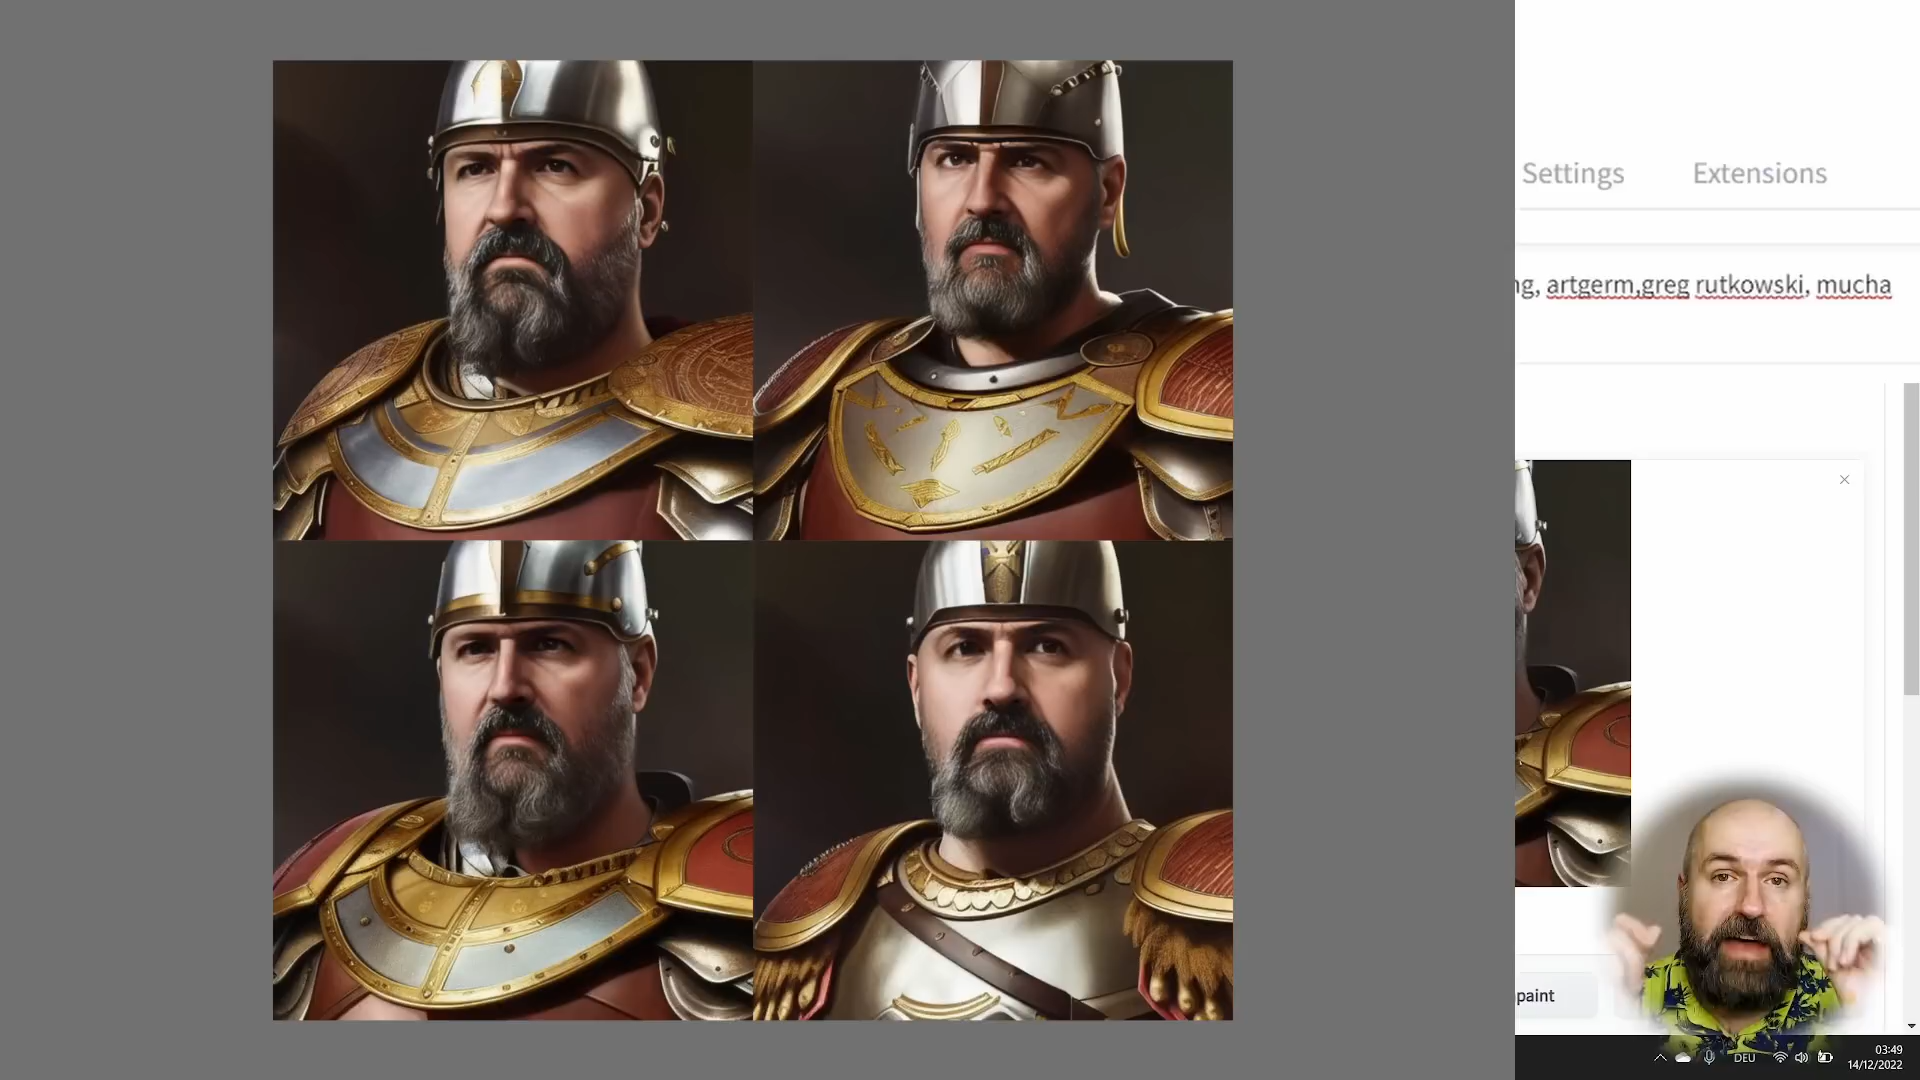 Settings Extensions
ng, artgerm,greg rutkowski, mucha
paint
DEU
03:49
14/12/2022